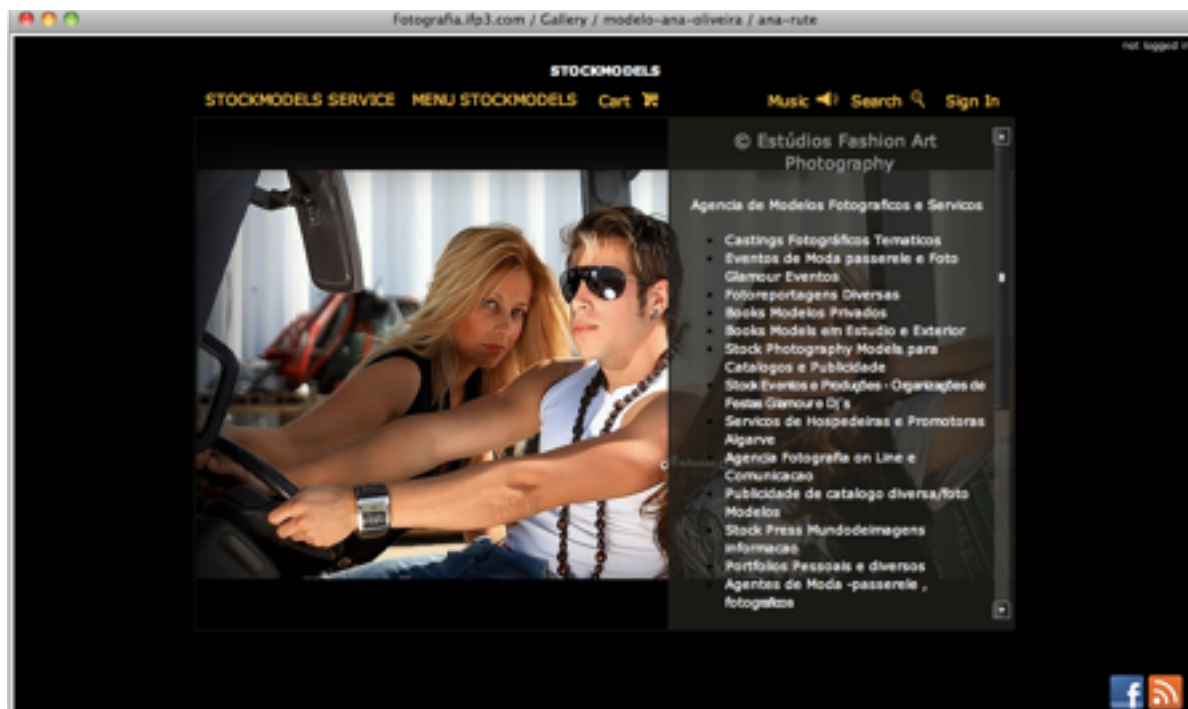 Fotografia.ifp3.com / Gallery / modelo-ana-oliveira / ana-rute
not logged in
STOCKMODELS
STOCKMODELS SERVICE MENU STOCKMODELS Cart Music Search Sign In
© Estúdios Fashion Art
Photography
Agencia de Modelos Fotograficos e Servicos
Castings Fotográficos Tematicos
Eventos de Moda passerele e Foto
Glamour Eventos
Fotoreportagens Diversas
Books Modelos Privados
Books Models em Estudio e Exterior
Stock Photography Models para
Catalogos e Publicidade
Stock Eventos e Produções - Organizações de
Festas Glamour e Dj´s
Servicos de Hospedeiras e Promotoras
Algarve
Agencia Fotografia on Line e
Comunicacao
Publicidade de catalogo diversa/foto
Modelos
Stock Press Mundodeimagens
informacao
Portfolios Pessoais e diversos
Agentes de Moda -passerele ,
fotograficos